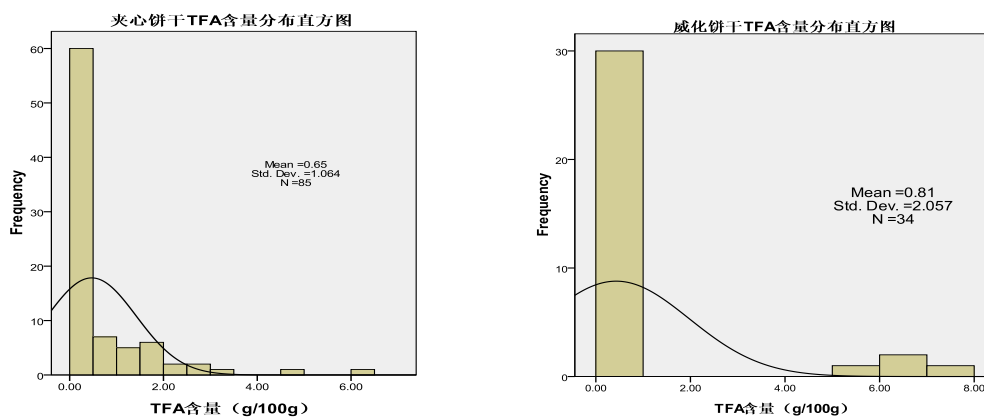 夹心饼干TFA含量分布直方图
60
50
40
30
20
10
0
Frequency
Mean =0.65
Std. Dev. =1.064
N =85
0.00 2.00 4.00 6.00
TFA含量（g/100g）
威化饼干TFA含量分布直方图
30
20
10
0
Frequency
Mean =0.81
Std. Dev. =2.057
N =34
0.00 2.00 4.00 6.00 8.00
TFA含量（g/100g）